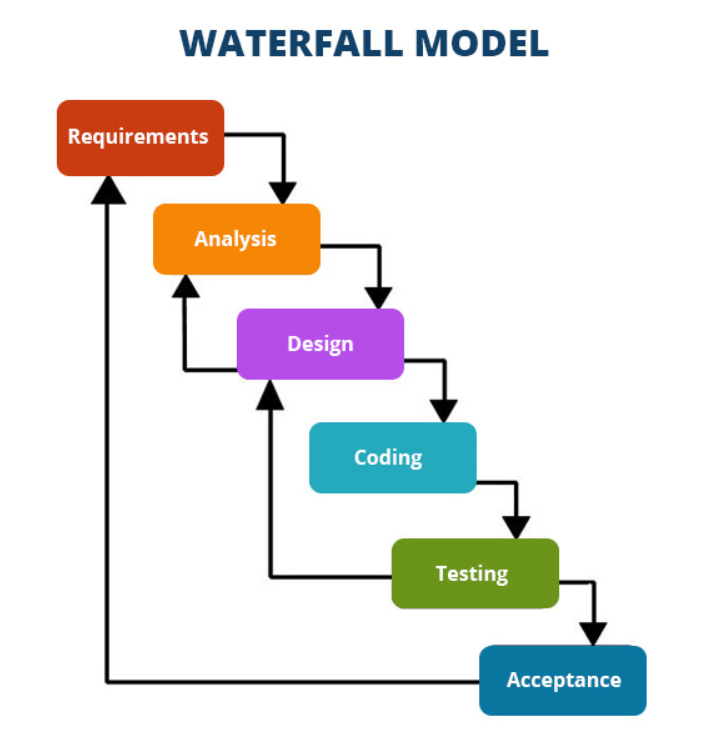 WATERFALL MODEL
Requirements
Analysis
Design
Coding
Testing
Acceptance